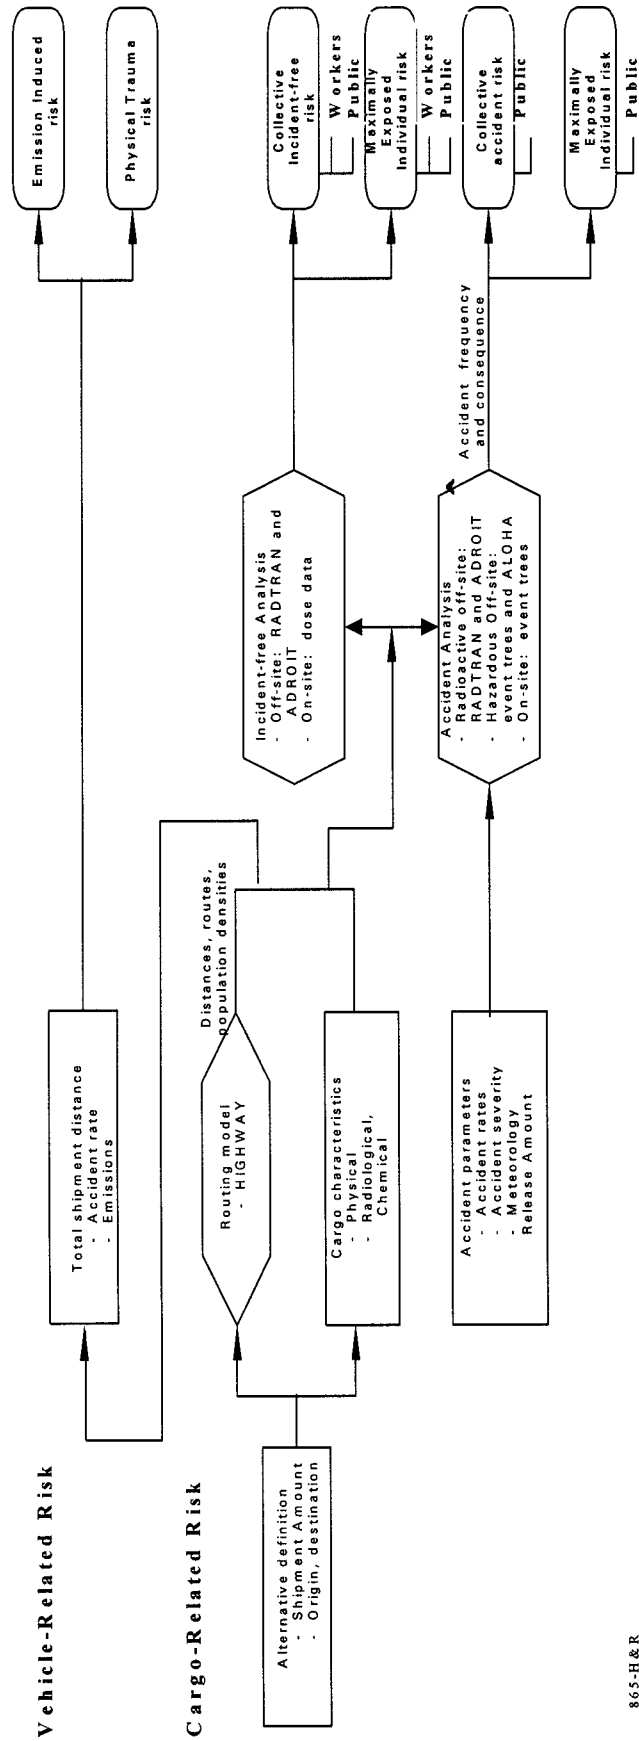 Vehicle-Related Risk
Total shipment distance
- Accident rate
- Emissions
Emission Induced
risk
Physical Trauma
risk
Cargo-Related Risk
Alternative definition
- Shipment Amount
- Origin, destination
Routing model
- HIGHWAY
Distances, routes,
population densities
Cargo characteristics
- Physical
- Radiological,
Chemical
Accident parameters
- Accident rates
- Accident severity
- Meteorology
Release Amount
Incident-free Analysis
- Off-site: RADTRAN and
ADROIT
- On-site: dose data
Accident Analysis
- Radioactive off-site:
RADTRAN and ADROIT
- Hazardous Off-site:
event trees and ALOHA
- On-site: event trees
Accident frequency
and consequence
Collective
Incident-free
risk
Workers
Public
Maximally
Exposed
Individual risk
Workers
Public
Collective
accident risk
Public
Maximally
Exposed
Individual risk
Public
865-H&R